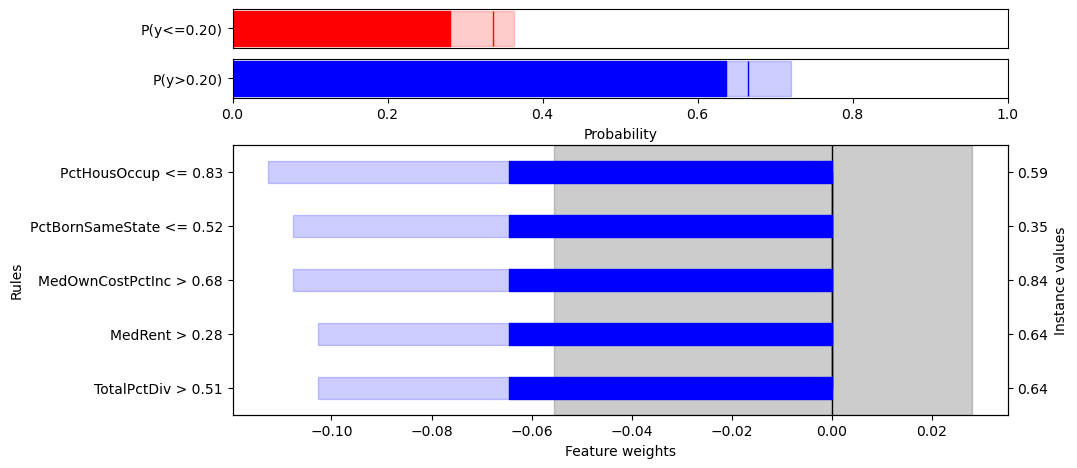 P(y<=0.20)
P(y>0.20)
0.0 0.2 0.4 0.6 0.8 1.0
Probability
PctHousOccup <= 0.83 0.59
PctBornSameState <= 0.52 0.35
MedOwnCostPctInc > 0.68 0.84
MedRent > 0.28 0.64
TotalPctDiv > 0.51 0.64
Rules
Instance values
−0.10 −0.08 −0.06 −0.04 −0.02 0.00 0.02
Feature weights